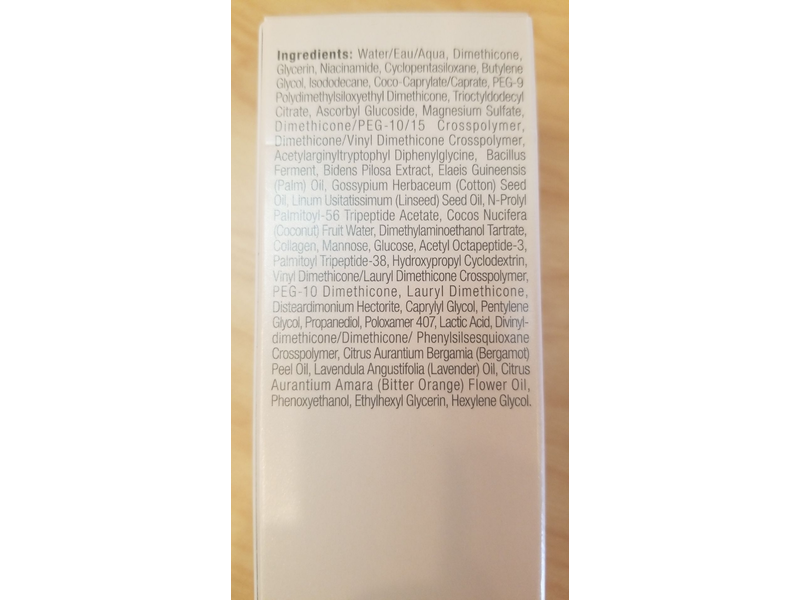 Ingredients: Water/Eau/Aqua, Dimethicone,
Glycerin, Niacinamide, Cyclopentasiloxane, Butylene
Glycol, Isododecane, Coco-Caprylate/Caprate, PEG-9
Polydimethylsiloxyethyl Dimethicone, Trioctyldodecyl
Citrate, Ascorbyl Glucoside, Magnesium Sulfate,
Dimethicone/PEG-10/15 Crosspolymer,
Dimethicone/Vinyl Dimethicone Crosspolymer,
Acetylarginyltryptophyl Diphenylglycine, Bacillus
Ferment, Bidens Pilosa Extract, Elaeis Guineensis
(Palm) Oil, Gossypium Herbaceum (Cotton) Seed
Oil, Linum Usitatissimum (Linseed) Seed Oil, N-Prolyl
Palmitoyl-56 Tripeptide Acetate, Cocos Nucifera
(Coconut) Fruit Water, Dimethylaminoethanol Tartrate,
Collagen, Mannose, Glucose, Acetyl Octapeptide-3,
Palmitoyl Tripeptide-38, Hydroxypropyl Cyclodextrin,
Vinyl Dimethicone/Lauryl Dimethicone Crosspolymer,
PEG-10 Dimethicone, Lauryl Dimethicone,
Disteardimonium Hectorite, Caprylyl Glycol, Pentylene
Glycol, Propanediol, Poloxamer 407, Lactic Acid, Divinyl-
dimethicone/Dimethicone/ Phenylsilsesquioxane
Crosspolymer, Citrus Aurantium Bergamia (Bergamot)
Peel Oil, Lavendula Angustifolia (Lavender) Oil, Citrus
Aurantium Amara (Bitter Orange) Flower Oil,
Phenoxyethanol, Ethylhexyl Glycerin, Hexylene Glycol.